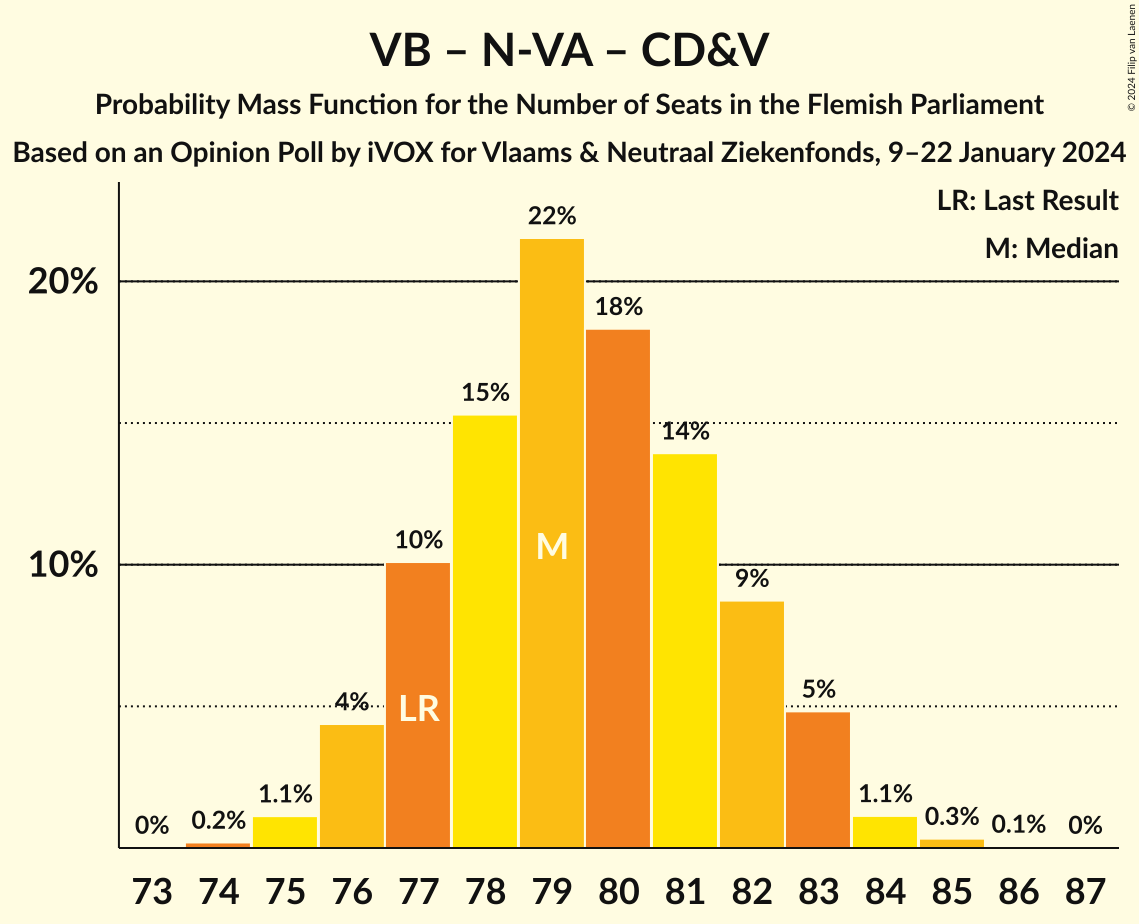 VB – N-VA – CD&V
Probability Mass Function for the Number of Seats in the Flemish Parliament
Based on an Opinion Poll by iVOX for Vlaams & Neutraal Ziekenfonds, 9–22 January 2024
© 2024 Filip van Laenen
LR: Last Result
M: Median
22%
20%
18%
15%
14%
10%
M
10%
9%
5%
4%
LR
1.1%
1.1%
0%
0.2%
0.3%
0.1%
0%
73 74 75 76 77 78 79 80 81 82 83 84 85 86 87